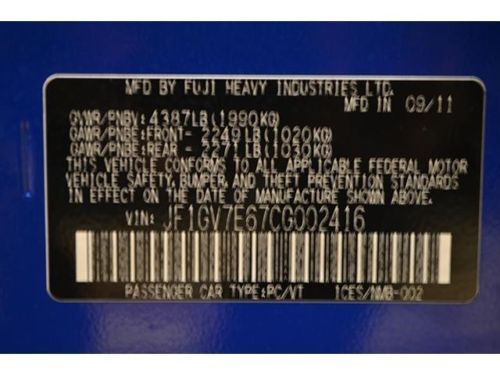 MFD BY FUJI HEAVY INDUSTRIES LTD.
MFD IN 09/11
GVWR/PNBV:4387LB(1990KG)
GAWR/PNBE:FRONT- 2249LB(1020KG)
GAWR/PNBE:REAR - 2271LB(1030KG)
THIS VEHICLE CONFORMS TO ALL APPLICABLE FEDERAL MOTOR
VEHICLE SAFETY, BUMPER, AND THEFT PREVENTION STANDARDS
IN EFFECT ON THE DATE OF MANUFACTURE SHOWN ABOVE.
VIN: JF1GV7E67CG002416
PASSENGER CAR TYPE:PC/VT ICES/NMB-002